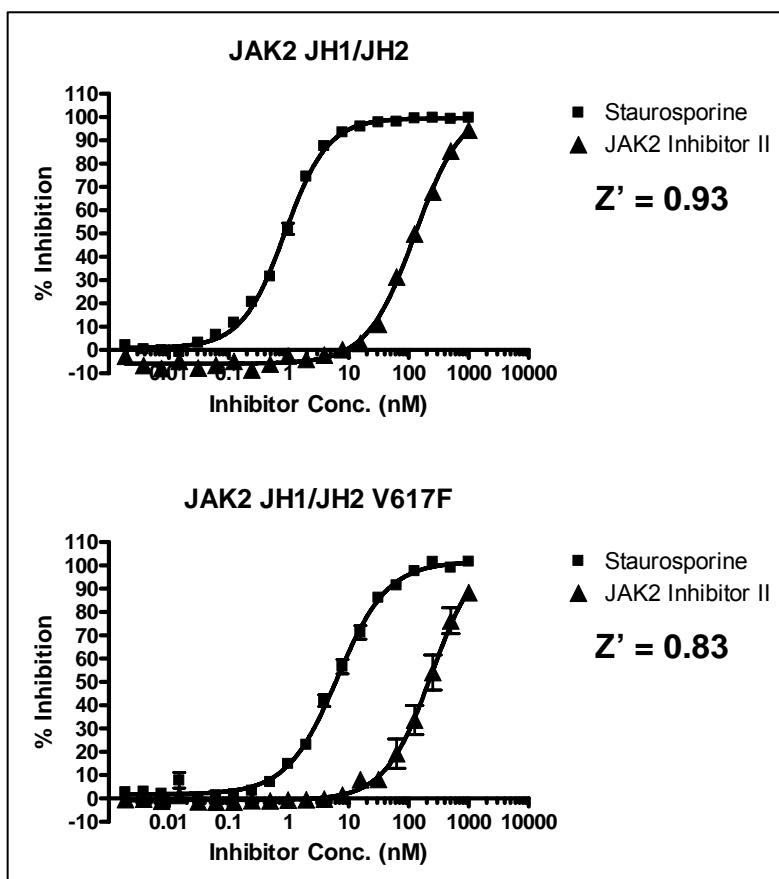 JAK2 JH1/JH2
110
100
90
80
70
60
50
40
30
20
10
0
-10
% Inhibition
0.01 0.1 1 10 100 1000 10000
Inhibitor Conc. (nM)
Staurosporine
JAK2 Inhibitor II
Z’ = 0.93
JAK2 JH1/JH2 V617F
110
100
90
80
70
60
50
40
30
20
10
0
-10
% Inhibition
0.01 0.1 1 10 100 1000 10000
Inhibitor Conc. (nM)
Staurosporine
JAK2 Inhibitor II
Z’ = 0.83